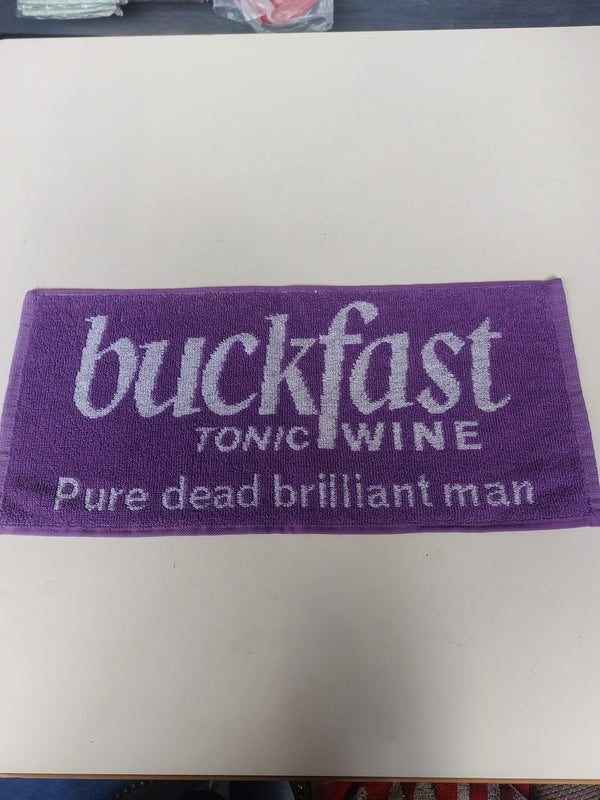 buckfast
TONIC WINE
Pure dead brilliant man